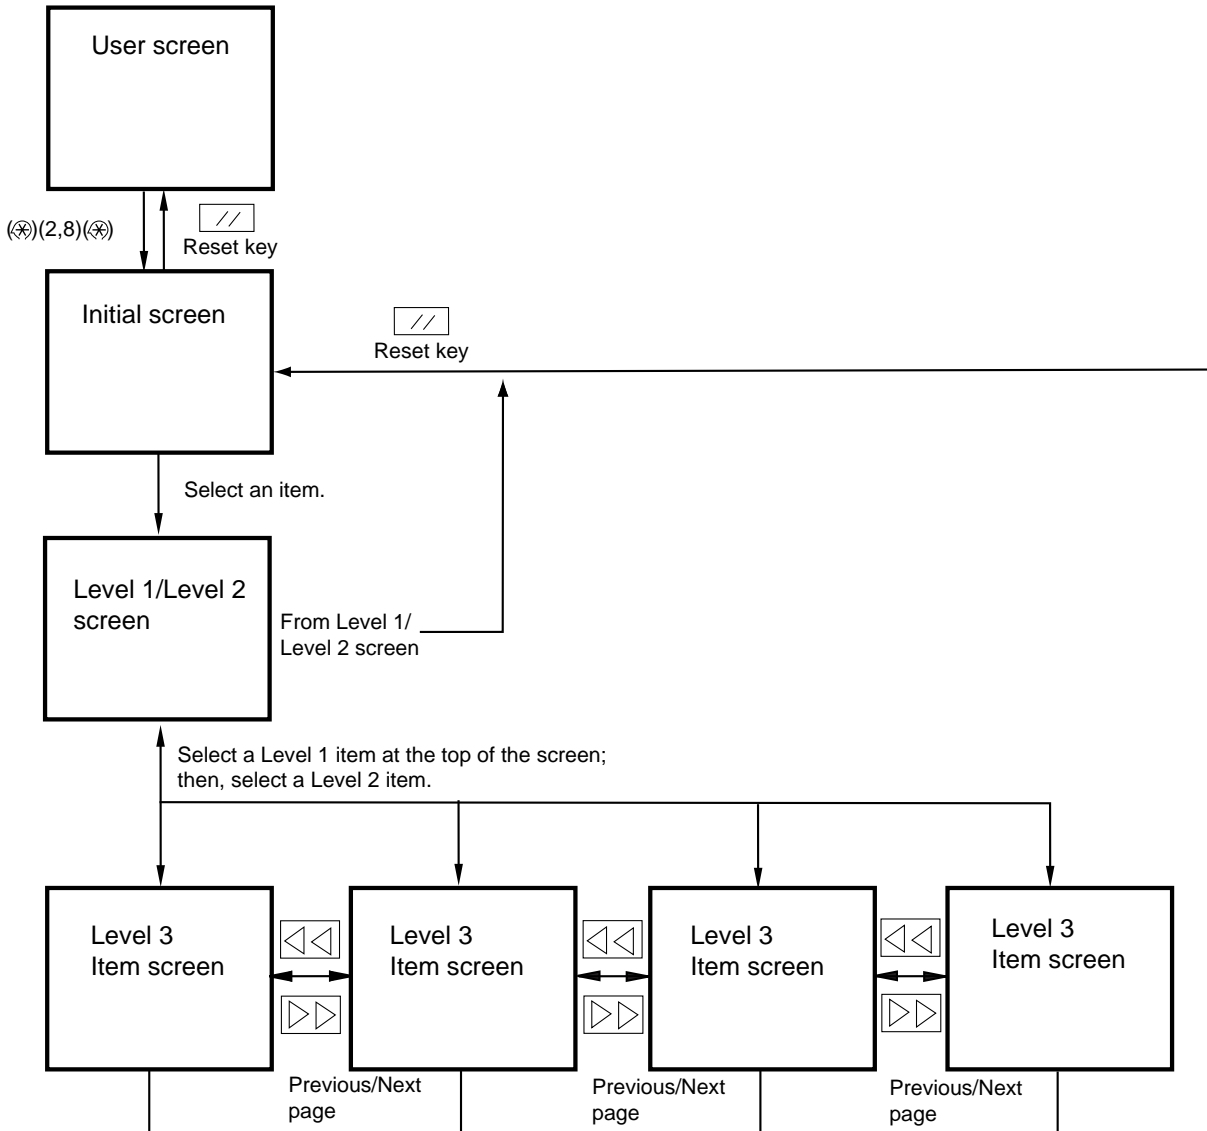 User screen
(✳)(2,8)(✳)
Reset key
Initial screen
Reset key
Select an item.
Level 1/Level 2
screen
From Level 1/
Level 2 screen
Select a Level 1 item at the top of the screen;
then, select a Level 2 item.
Level 3
Item screen
Level 3
Item screen
Level 3
Item screen
Level 3
Item screen
Previous/Next
page
Previous/Next
page
Previous/Next
page